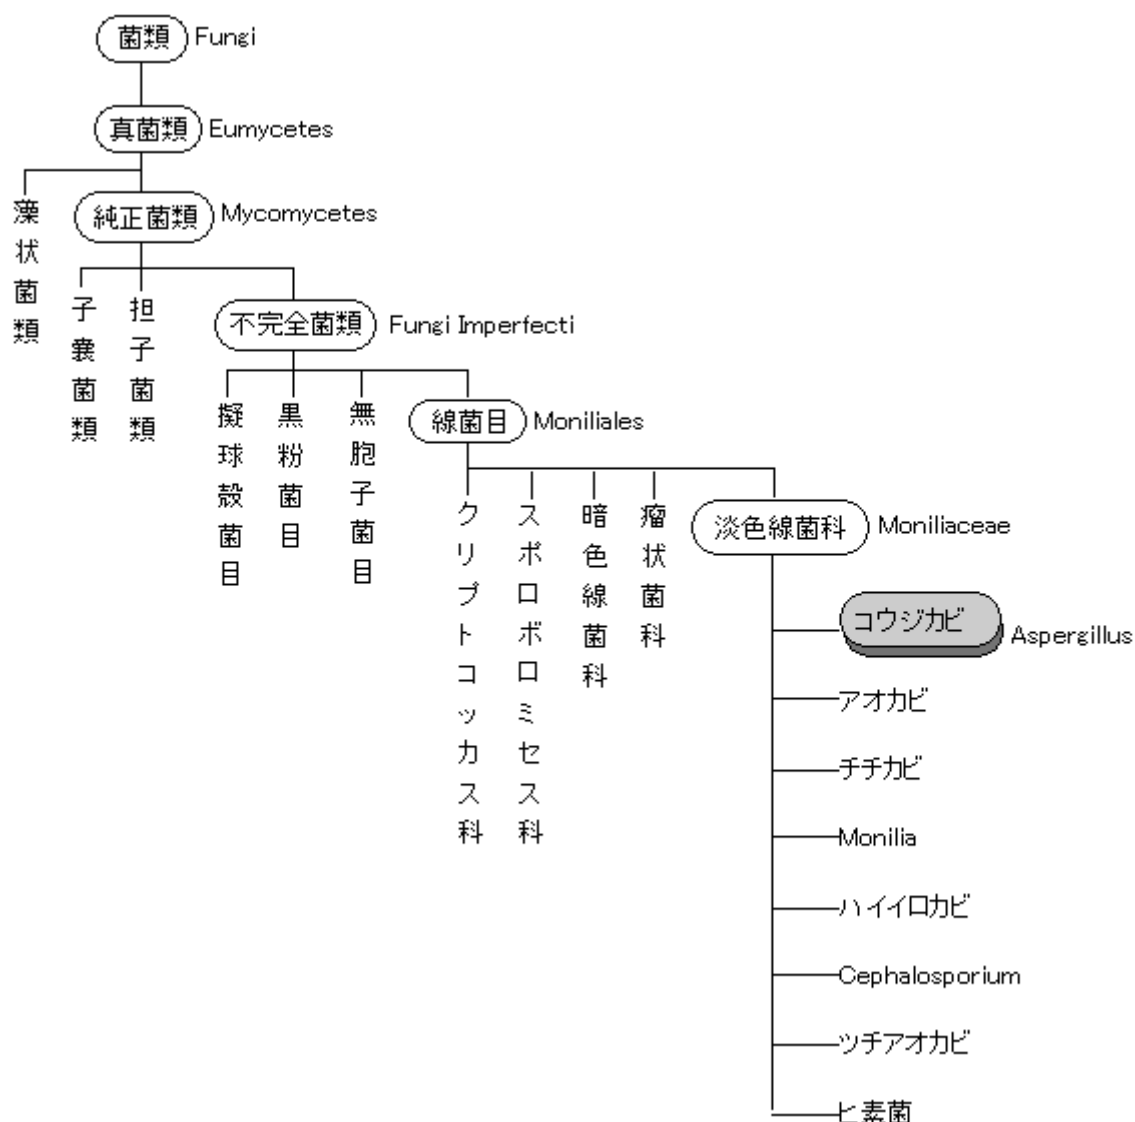 菌類 Fungi
真菌類 Eumycetes
藻状菌類
純正菌類 Mycomycetes
子嚢菌類
担子菌類
不完全菌類 Fungi Imperfecti
擬球殻菌目
黒粉菌目
無胞子菌目
線菌目 Moniliales
クリプトコッカス科
スポロボロミセス科
暗色線菌科
瘤状菌科
淡色線菌科 Moniliaceae
コウジカビ Aspergillus
アオカビ
チチカビ
Monilia
ハイイロカビ
Cephalosporium
ツチアオカビ
ヒ素菌